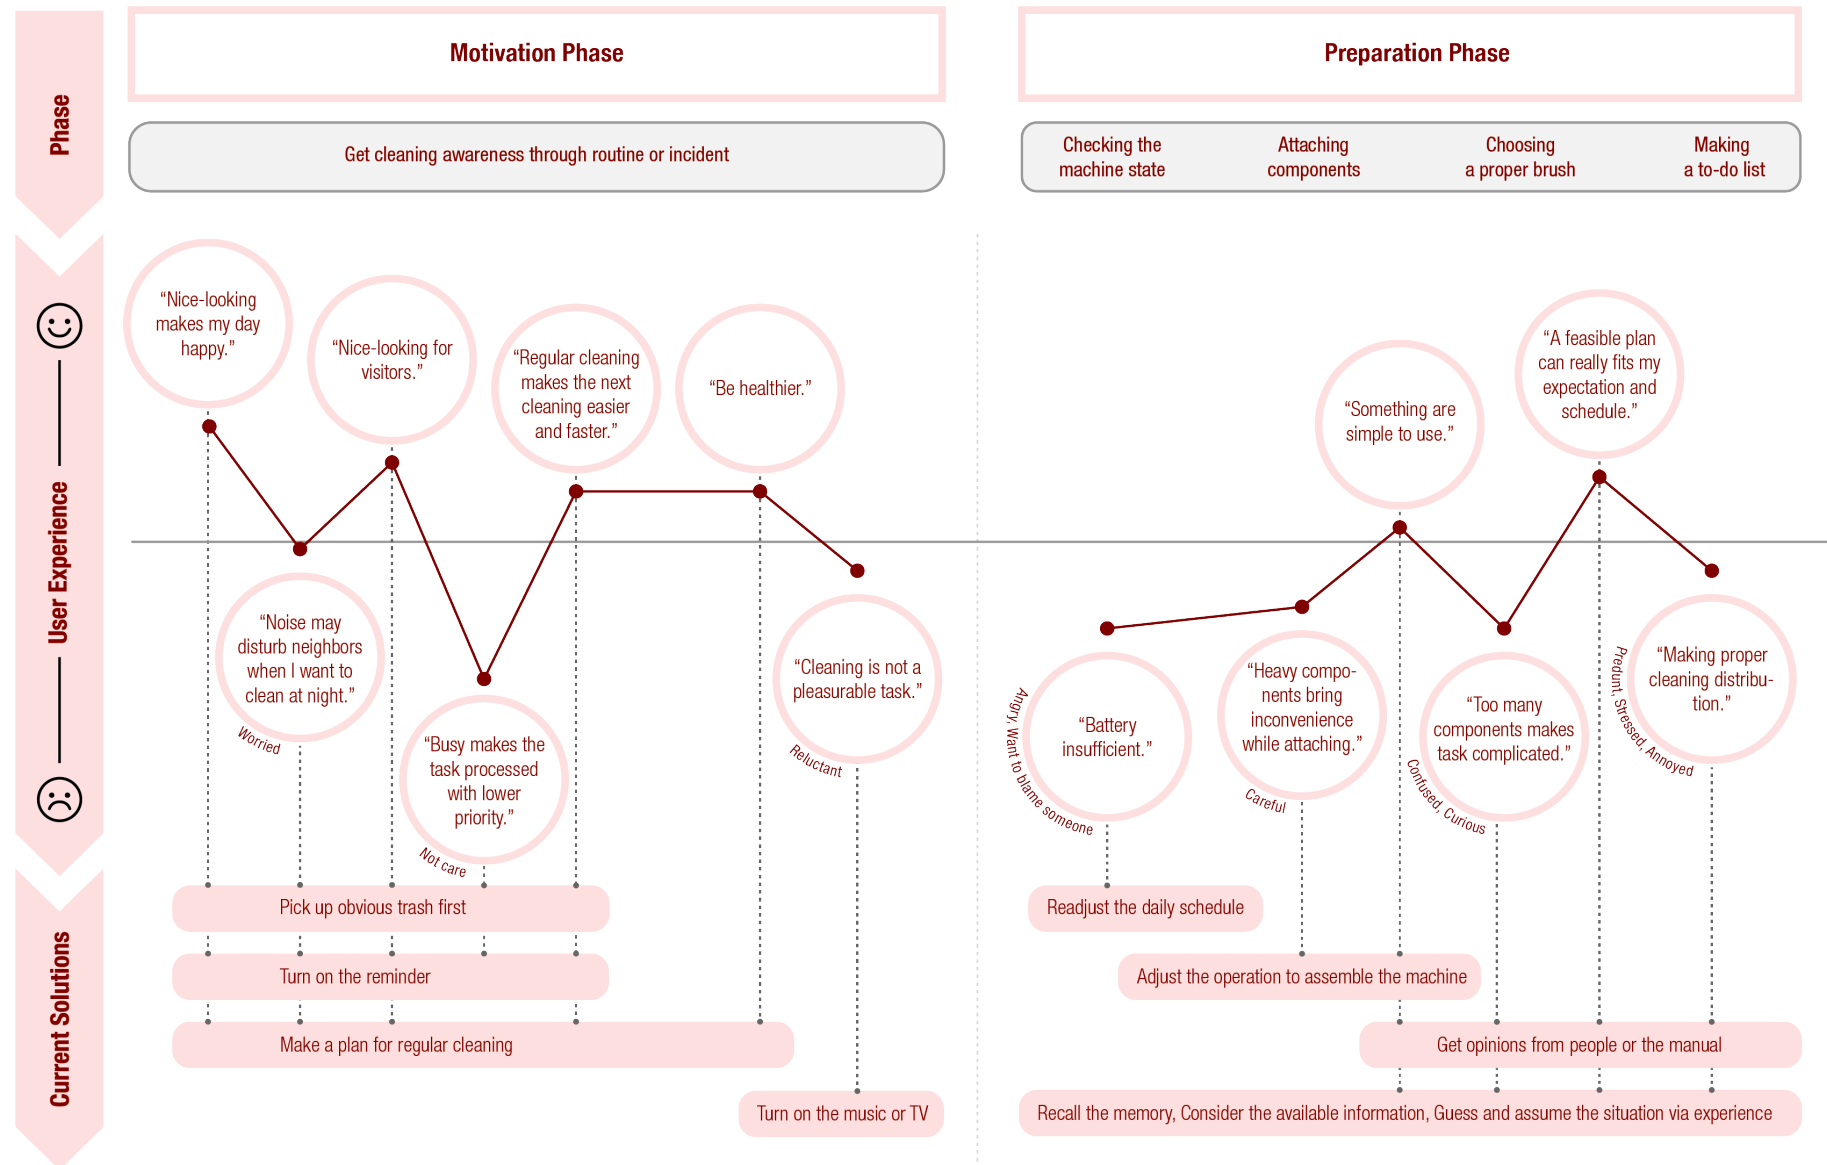 Phase
Motivation Phase
Preparation Phase
Get cleaning awareness through routine or incident
Checking the
machine state
Attaching
components
Choosing
a proper brush
Making
a to-do list
User Experience
“Nice-looking
makes my day
happy.”
“Noise may
disturb neighbors
when I want to
clean at night.”
Worried
“Nice-looking for
visitors.”
“Busy makes the
task processed
with lower
priority.”
Not care
“Regular cleaning
makes the next
cleaning easier
and faster.”
“Be healthier.”
“Cleaning is not a
pleasurable task.”
Reluctant
“Battery
insufficient.”
Angry, Want to blame someone
“Heavy compo-
nents bring
inconvenience
while attaching.”
Careful
“Something are
simple to use.”
“Too many
components makes
task complicated.”
Confused, Curious
“A feasible plan
can really fits my
expectation and
schedule.”
“Making proper
cleaning distribu-
tion.”
Predunt, Stressed, Annoyed
Current Solutions
Pick up obvious trash first
Turn on the reminder
Make a plan for regular cleaning
Turn on the music or TV
Readjust the daily schedule
Adjust the operation to assemble the machine
Get opinions from people or the manual
Recall the memory, Consider the available information, Guess and assume the situation via experience